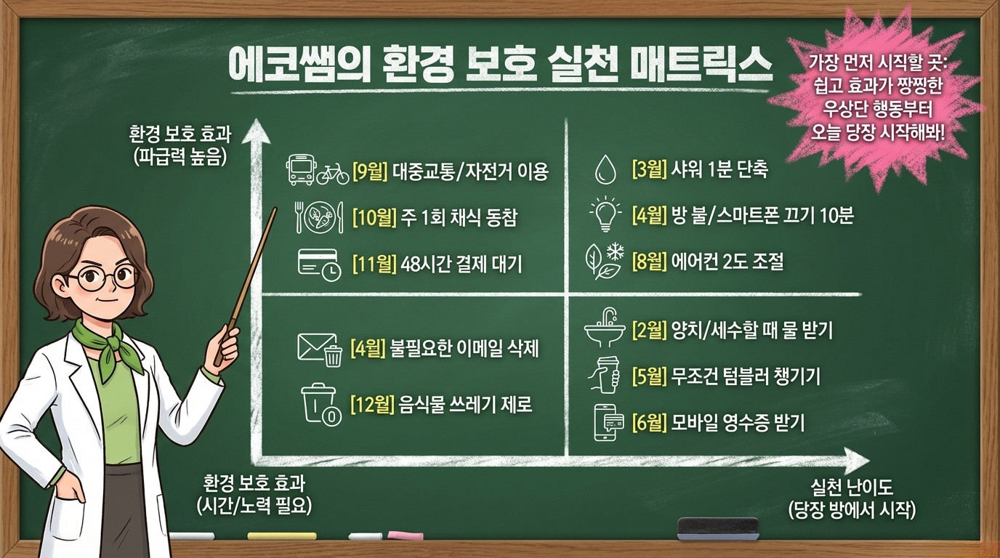 에코쌤의 환경 보호 실천 매트릭스
가장 먼저 시직할 곳:
쉽고 효과가 짱찡한
우상단 행동부터
오늘 당장 시작해봐!
환경 보호 효과
(파급력 높음)
[9월] 대중교통/자전거 이용
[10월] 주 1회 채식 동참
[11월] 48시간 결제 대기
[3월] 샤워 1분 단축
[4월] 방 불/스마트폰 끄기 10분
[8월] 에어컨 2도 조절
[4월] 불필요한 이메일 삭제
[12월] 음식물 쓰레기 제로
[2월] 양치/세수할 때 물 받기
[5월] 무조건 텀블러 챙기기
[6월] 모바일 영수증 받기
환경 보호 효과
(시간/노력 필요)
실천 난이도
(당장 방에서 시작)